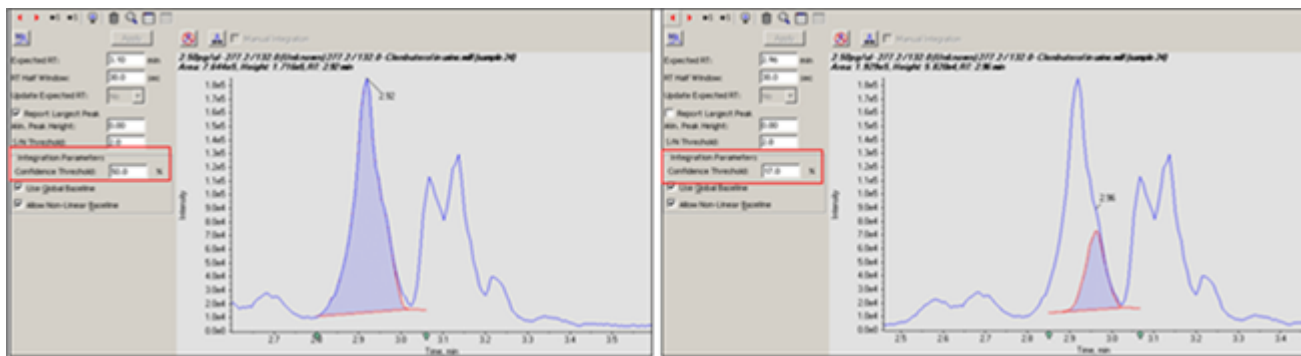 Apply
Manual Integration
Expected RT: 3.10 min
RT Half Window: 30.0 sec
Update Expected RT: No
Report Largest Peak
Min. Peak Height: 0.00
S/N Threshold: 2.0
Integration Parameters
Confidence Threshold: 50.0 %
Use Global Baseline
Allow Non-Linear Baseline
Intensity
1.8e5
1.7e5
1.6e5
1.5e5
1.4e5
1.3e5
1.2e5
1.1e5
1.0e5
9.0e4
8.0e4
7.0e4
6.0e4
5.0e4
4.0e4
3.0e4
2.0e4
1.0e4
0.0e0
2.92
2.7 2.8 2.9 3.0 3.1 3.2 3.3 3.4 3.5
Time, min
Apply
Manual Integration
Expected RT: 2.96 min
RT Half Window: 30.0 sec
Update Expected RT: No
Report Largest Peak
Min. Peak Height: 0.00
S/N Threshold: 2.0
Integration Parameters
Confidence Threshold: 17.0 %
Use Global Baseline
Allow Non-Linear Baseline
Intensity
1.8e5
1.7e5
1.6e5
1.5e5
1.4e5
1.3e5
1.2e5
1.1e5
1.0e5
9.0e4
8.0e4
7.0e4
6.0e4
5.0e4
4.0e4
3.0e4
2.0e4
1.0e4
0.0e0
2.96
2.5 2.6 2.7 2.8 2.9 3.0 3.1 3.2 3.3 3.4
Time, min